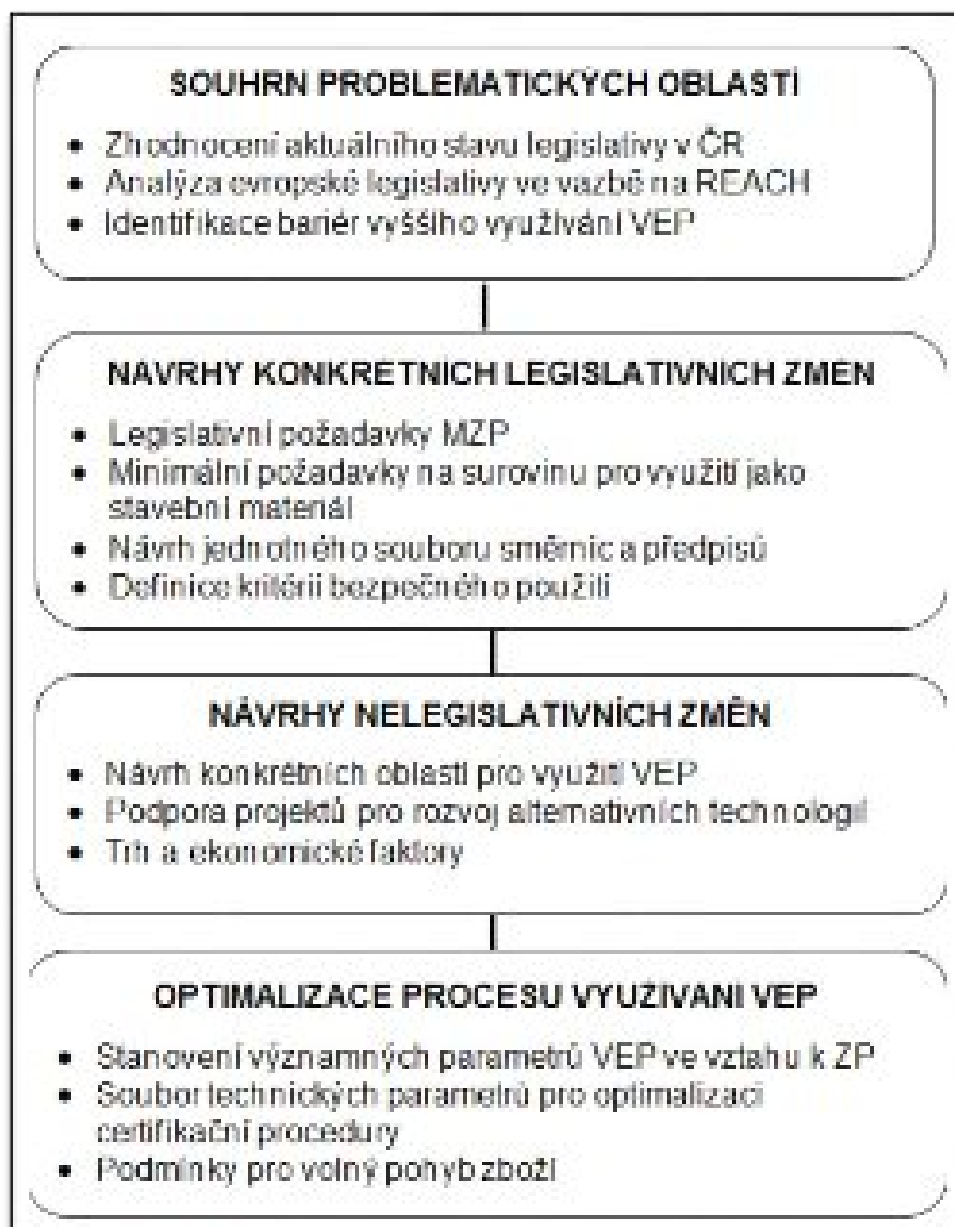 SOUHRN PROBLEMATICKÝCH OBLASTÍ
• Zhodnocení aktuálního stavu legislativy v ČR
• Analýza evropské legislativy ve vazbě na REACH
• Identifikace bariér vyššího využívání VEP
NÁVRHY KONKRÉTNÍCH LEGISLATIVNÍCH ZMĚN
• Legislativní požadavky MŽP
• Minimální požadavky na surovinu pro využití jako
stavební materiál
• Návrh jednotného souboru směrnic a předpisů
• Definice kritérií bezpečného použití
NÁVRHY NELEGISLATIVNÍCH ZMĚN
• Návrh konkrétních oblastí pro využití VEP
• Podpora projektů pro rozvoj alternativních technologií
• Trh a ekonomické faktory
OPTIMALIZACE PROCESU VYUŽÍVÁNÍ VEP
• Stanovení významných parametrů VEP ve vztahu k ŽP
• Soubor technických parametrů pro optimalizaci
certifikační procedury
• Podmínky pro volný pohyb zboží